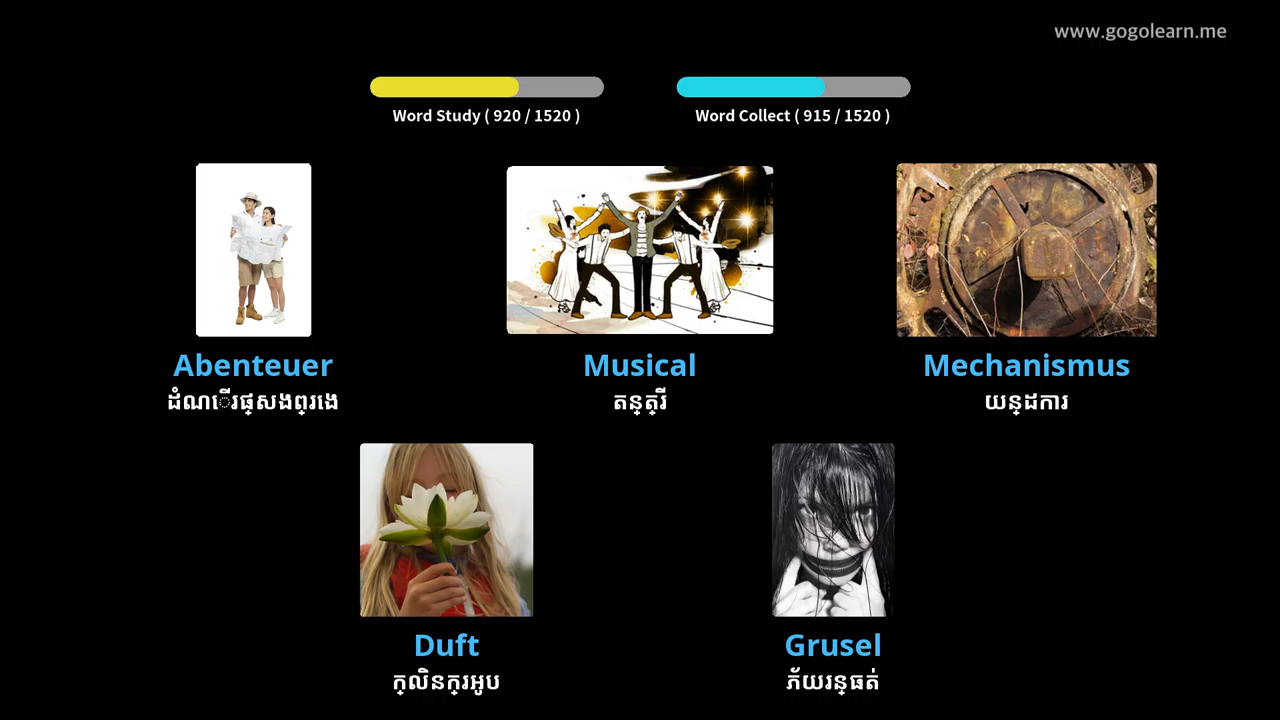 www.gogolearn.me
Word Study ( 920 / 1520 )
Word Collect ( 915 / 1520 )
Abenteuer
ដំណើរផ្សងព្រេង
Musical
តន្ត្រី
Mechanismus
យន្ដការ
Duft
ក្លិនក្រអូប
Grusel
ភ័យរន្ធត់